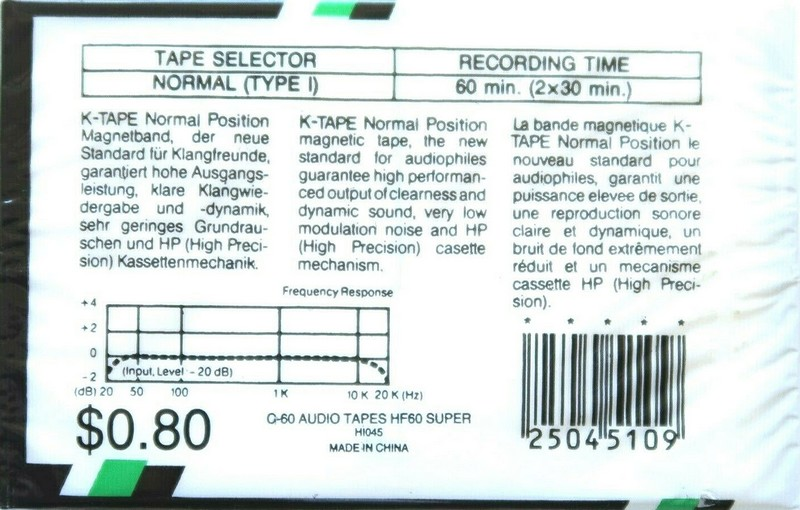 TAPE SELECTOR RECORDING TIME
NORMAL (TYPE I) 60 min. (2x30 min.)
K-TAPE Normal Position
Magnetband, der neue
Standard für Klangfreunde,
garantiert hohe Ausgangs-
leistung, klare Klangwie-
dergabe und -dynamik,
sehr geringes Grundrau-
schen und HP (High Preci-
sion) Kassettenmechanik.
K-TAPE Normal Position
magnetic tape, the new
standard for audiophiles
guarantee high performan-
ced output of clearness and
dynamic sound, very low
modulation noise and HP
(High Precision) casette
mechanism.
La bande magnetique K-
TAPE Normal Position le
nouveau standard pour
audiophiles, garantit une
puissance elevee de sortie,
une reproduction sonore
claire et dynamique, un
bruit de fond extrêmement
réduit et un mecanisme
cassette HP (High Preci-
sion).
Frequency Response
+4
+2
0
-2
(Input, Level -20 dB)
(dB) 20 50 100 1K 10 K 20 K (Hz)
$0.80
C-60 AUDIO TAPES HF60 SUPER
HI045
MADE IN CHINA
* * * * *
25045109